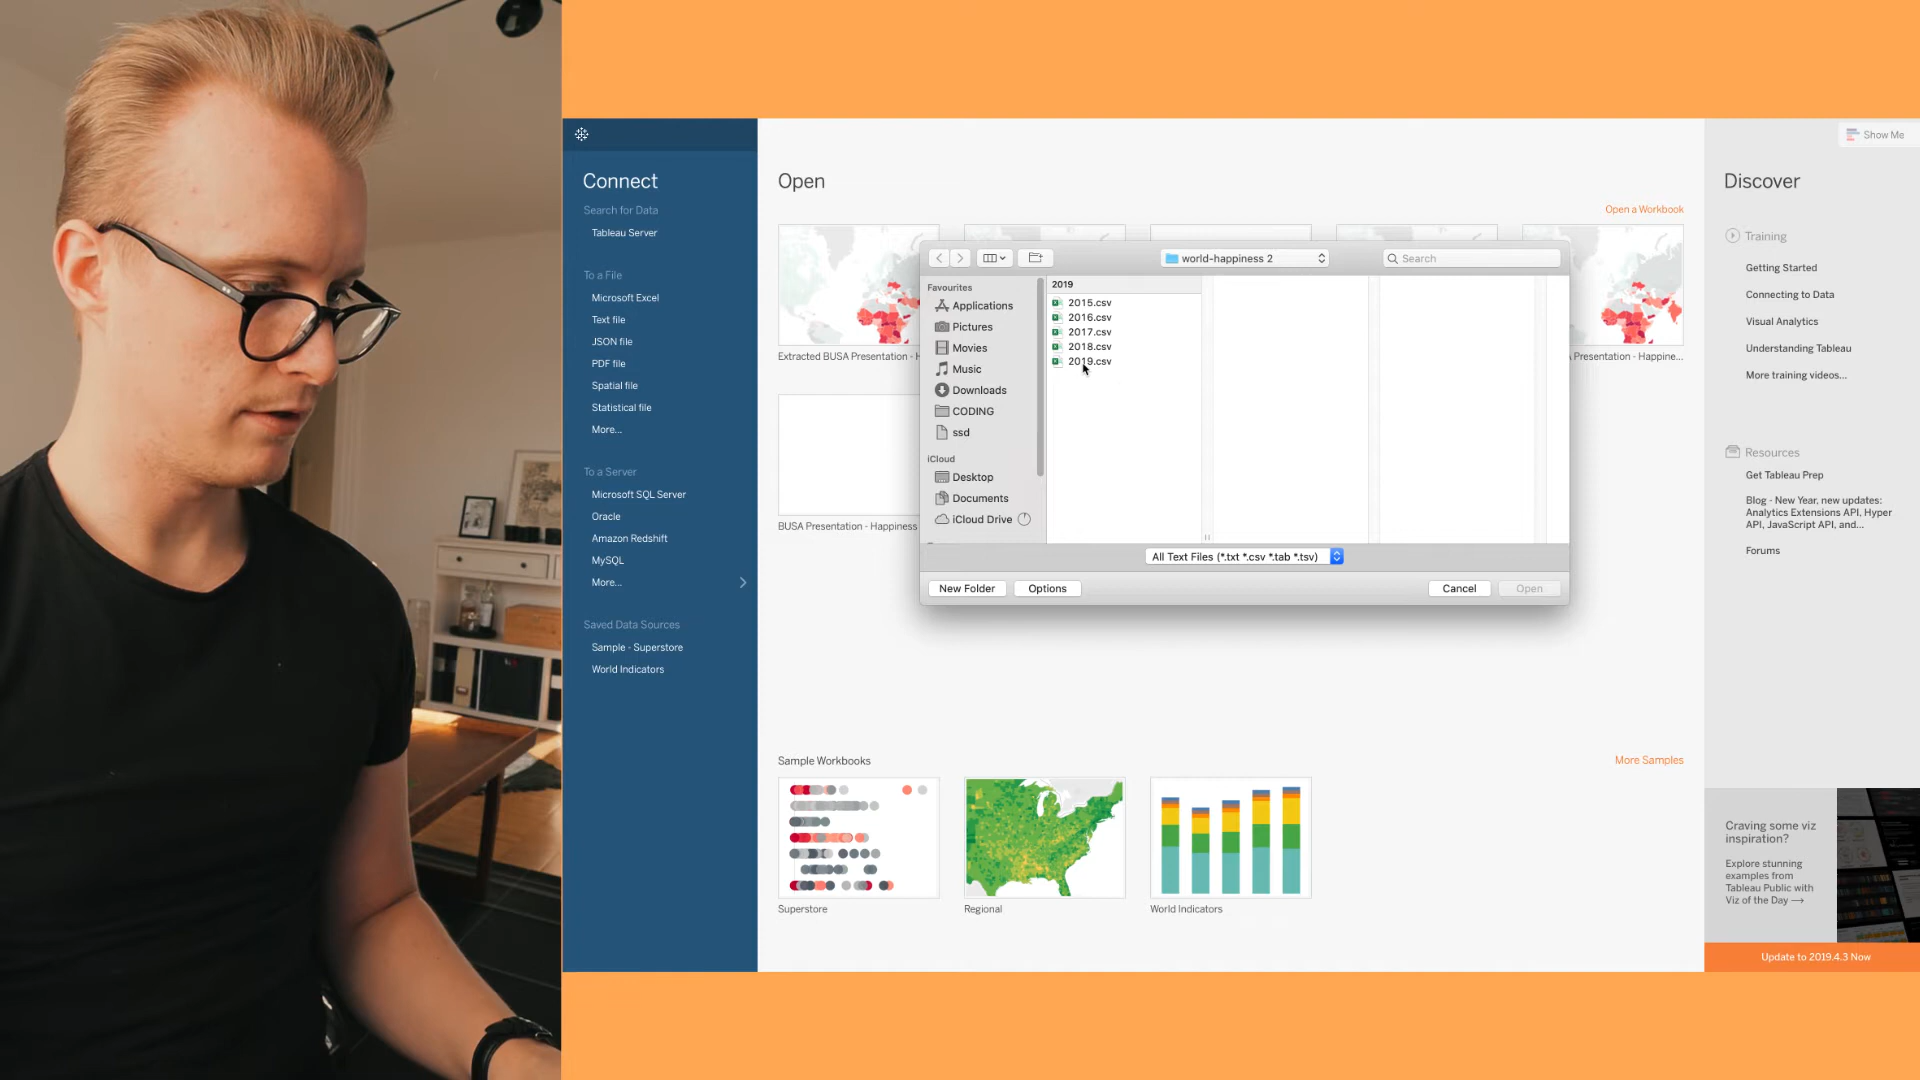 Show Me
Connect
Open
Discover
Search for Data
Tableau Server
Open a Workbook
Training
Getting Started
Connecting to Data
Visual Analytics
Understanding Tableau
More training videos...
To a File
Microsoft Excel
Text file
JSON file
PDF file
Spatial file
Statistical file
More...
To a Server
Microsoft SQL Server
Oracle
Amazon Redshift
MySQL
More...
Saved Data Sources
Sample - Superstore
World Indicators
world-happiness 2
Search
Favourites
Applications
Pictures
Movies
Music
Downloads
CODING
ssd
iCloud
Desktop
Documents
iCloud Drive
2019
2015.csv
2016.csv
2017.csv
2018.csv
2019.csv
All Text Files (*.txt *.csv *.tab *.tsv)
New Folder
Options
Cancel
Open
Extracted BUSA Presentation - H
Presentation - Happine...
BUSA Presentation - Happiness
Resources
Get Tableau Prep
Blog - New Year, new updates:
Analytics Extensions API, Hyper
API, JavaScript API, and...
Forums
Sample Workbooks
More Samples
Superstore
Regional
World Indicators
Craving some viz
inspiration?
Explore stunning
examples from
Tableau Public with
Viz of the Day →
Update to 2019.4.3 Now